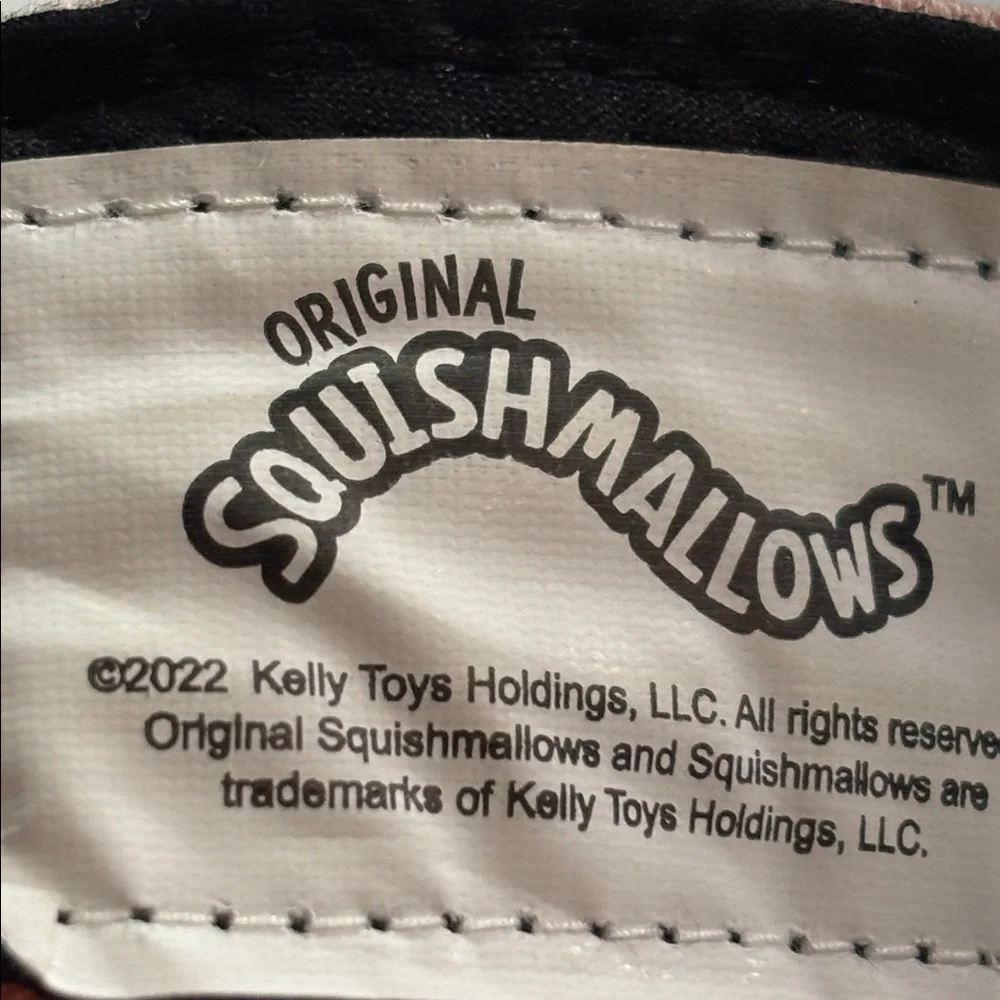 ORIGINAL
SQUISHMALLOWS™
©2022 Kelly Toys Holdings, LLC. All rights reserve
Original Squishmallows and Squishmallows are
trademarks of Kelly Toys Holdings, LLC.